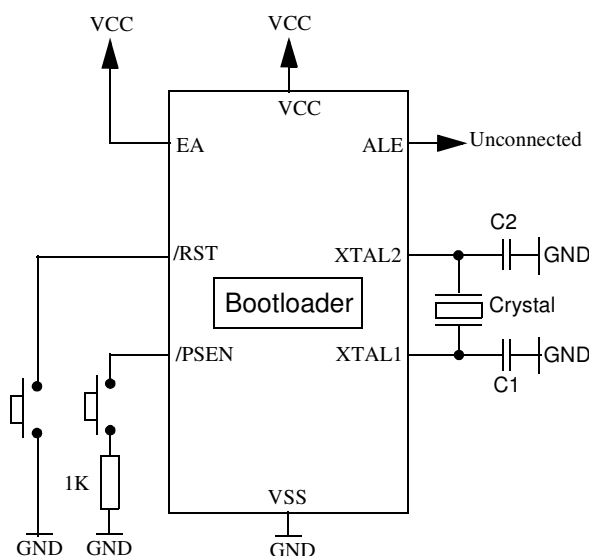 VCC
VCC
VCC
EA
ALE
Unconnected
C2
/RST
XTAL2
GND
Bootloader
Crystal
/PSEN
XTAL1
GND
C1
1K
VSS
GND
GND
GND